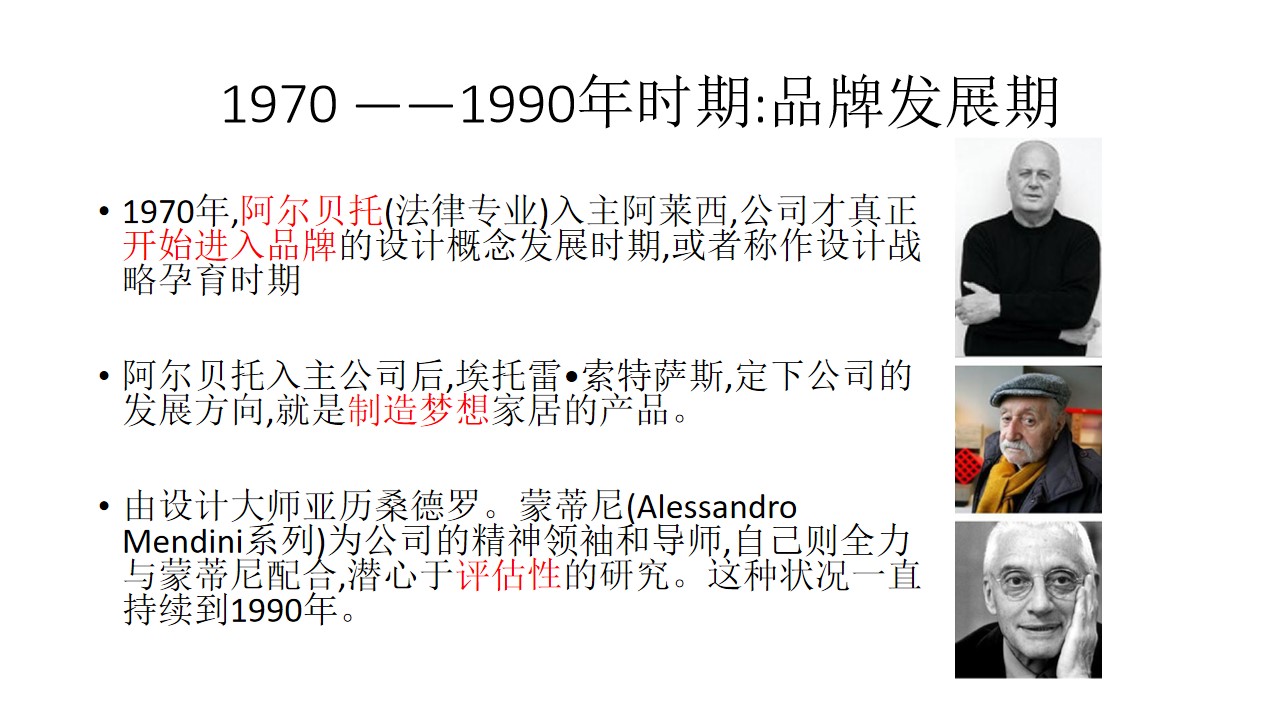 1970 ——1990年时期:品牌发展期
• 1970年,阿尔贝托(法律专业)入主阿莱西,公司才真正
开始进入品牌的设计概念发展时期,或者称作设计战
略孕育时期
• 阿尔贝托入主公司后,埃托雷•索特萨斯,定下公司的
发展方向,就是制造梦想家居的产品。
• 由设计大师亚历桑德罗。蒙蒂尼(Alessandro
Mendini系列)为公司的精神领袖和导师,自己则全力
与蒙蒂尼配合,潜心于评估性的研究。这种状况一直
持续到1990年。